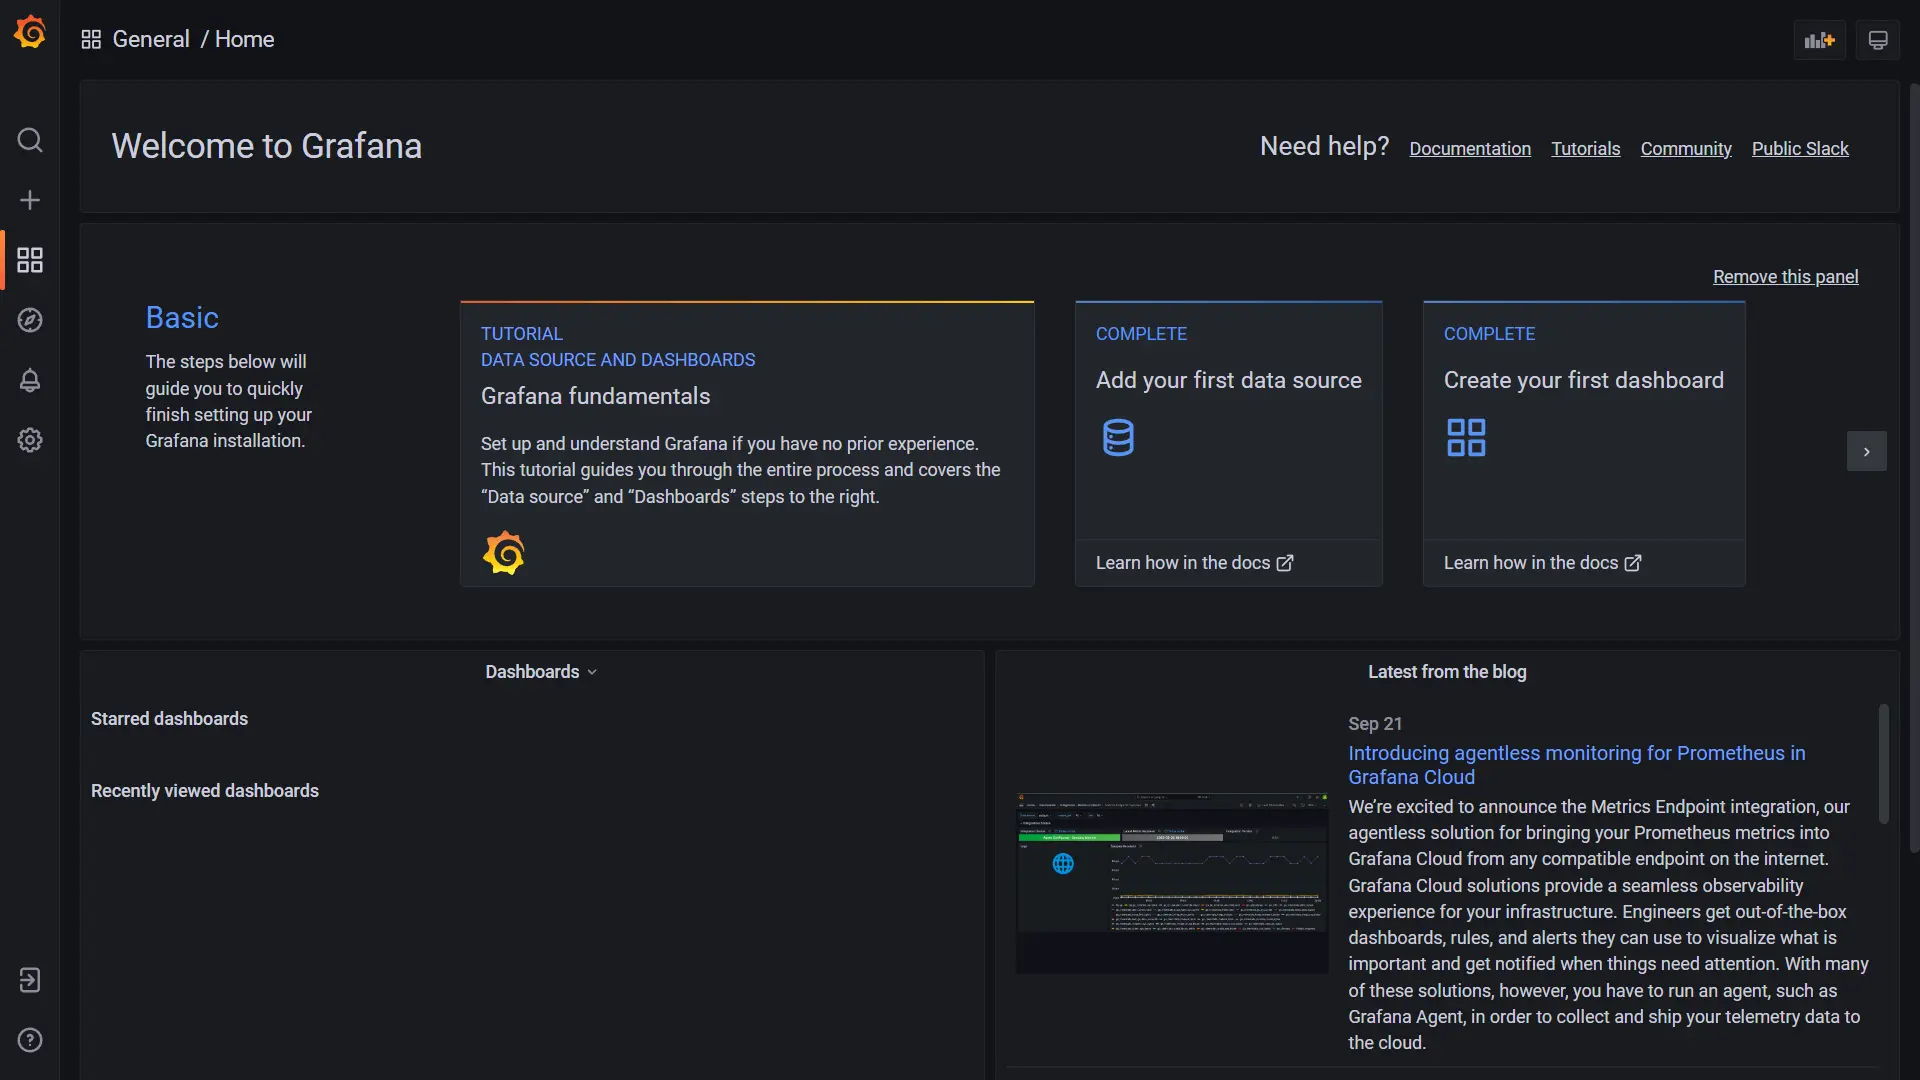 General / Home
Welcome to Grafana
Need help? Documentation Tutorials Community Public Slack
Remove this panel
Basic
The steps below will
guide you to quickly
finish setting up your
Grafana installation.
TUTORIAL
DATA SOURCE AND DASHBOARDS
Grafana fundamentals
Set up and understand Grafana if you have no prior experience.
This tutorial guides you through the entire process and covers the
“Data source” and “Dashboards” steps to the right.
COMPLETE
Add your first data source
Learn how in the docs
COMPLETE
Create your first dashboard
Learn how in the docs
Dashboards
Starred dashboards
Recently viewed dashboards
Latest from the blog
Sep 21
Introducing agentless monitoring for Prometheus in
Grafana Cloud
We’re excited to announce the Metrics Endpoint integration, our
agentless solution for bringing your Prometheus metrics into
Grafana Cloud from any compatible endpoint on the internet.
Grafana Cloud solutions provide a seamless observability
experience for your infrastructure. Engineers get out-of-the-box
dashboards, rules, and alerts they can use to visualize what is
important and get notified when things need attention. With many
of these solutions, however, you have to run an agent, such as
Grafana Agent, in order to collect and ship your telemetry data to
the cloud.